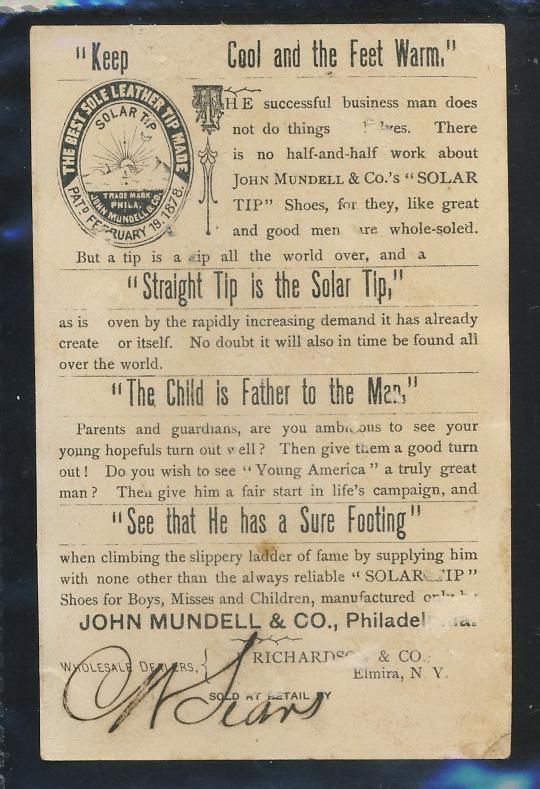 "Keep Cool and the Feet Warm."
THE BEST SOLE LEATHER TIP MADE
SOLAR TIP
TRADE MARK
PHILA.
JOHN MUNDELL & CO.
PAT'D FEBRUARY 19, 1878.
THE successful business man does
not do things There
is no half-and-half work about
JOHN MUNDELL & CO.'S "SOLAR
TIP" Shoes, for they, like great
and good men are whole-soled.
But a tip is a ip all the world over, and a
"Straight Tip is the Solar Tip,"
as is oven by the rapidly increasing demand it has already
create or itself. No doubt it will also in time be found all
over the world.
"The Child is Father to the Man."
Parents and guardians, are you ambitious to see your
young hopefuls turn out well? Then give them a good turn
out! Do you wish to see "Young America" a truly great
man? Then give him a fair start in life's campaign, and
"See that He has a Sure Footing"
when climbing the slippery ladder of fame by supplying him
with none other than the always reliable "SOLAR TIP"
Shoes for Boys, Misses and Children, manufactured only by
JOHN MUNDELL & CO., Philadelphia.
WHOLESALE DEALERS, { RICHARDSON & CO.
Elmira, N. Y.
SOLD AT RETAIL BY
Sears